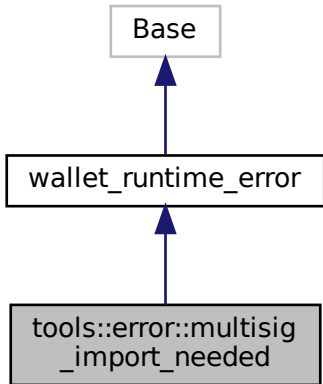 Base
wallet_runtime_error
tools::error::multisig
_import_needed